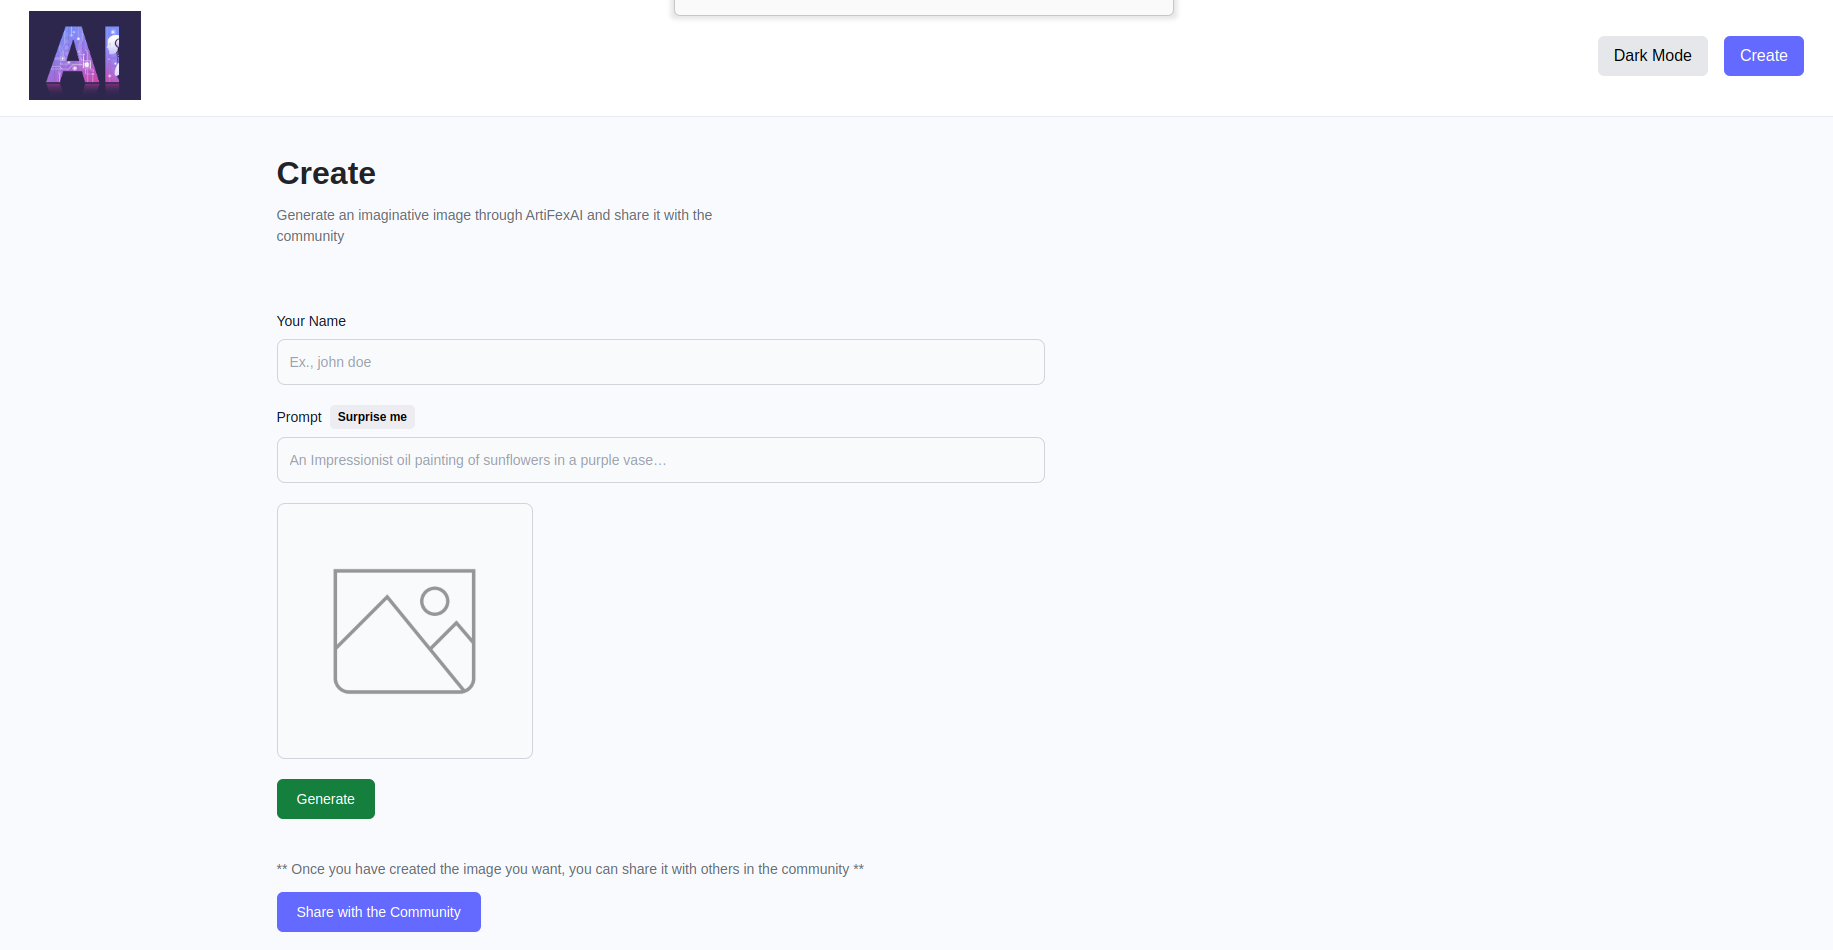 AI
Dark Mode
Create
Create
Generate an imaginative image through ArtiFexAI and share it with the
community
Your Name
Ex., john doe
Prompt
Surprise me
An Impressionist oil painting of sunflowers in a purple vase…
Generate
** Once you have created the image you want, you can share it with others in the community **
Share with the Community